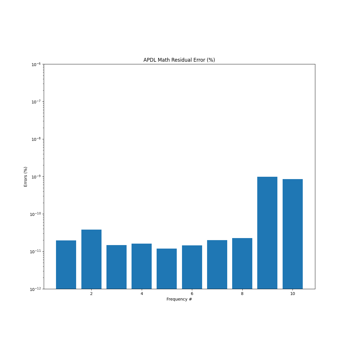 APDL Math Residual Error (%)
10⁻⁶
10⁻⁷
10⁻⁸
10⁻⁹
10⁻¹⁰
10⁻¹¹
10⁻¹²
Errors (%)
2 4 6 8 10
Frequency #